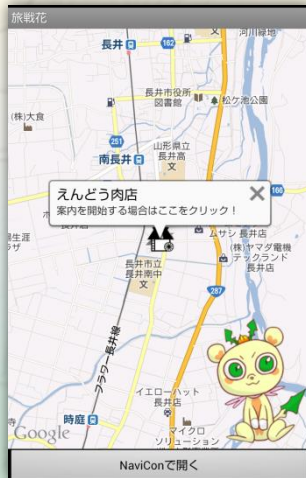 旅戦花
河川緑地
文
長井
162
長井市役所
図書館
松ケ池公園
(株)大食
251
山形県立
長井高
文
南長井
えんどう肉店
案内を開始する場合はここをクリック！
166
ムサシ 長井店
(株)ヤマダ電機
テックランド
長井店
長井市立
長井南中
文
287
フラワー長井線
イエローハット
長井店
時庭
マイクロ
ソリューション
Google
NaviConで開く